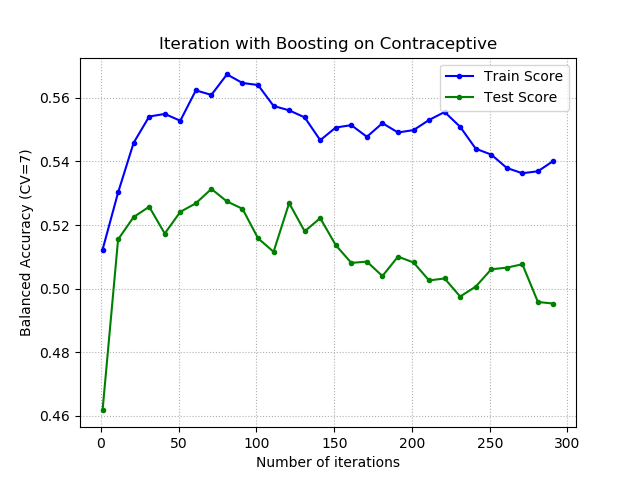 Iteration with Boosting on Contraceptive
Train Score
Test Score
Balanced Accuracy (CV=7)
0.56
0.54
0.52
0.50
0.48
0.46
0 50 100 150 200 250 300
Number of iterations